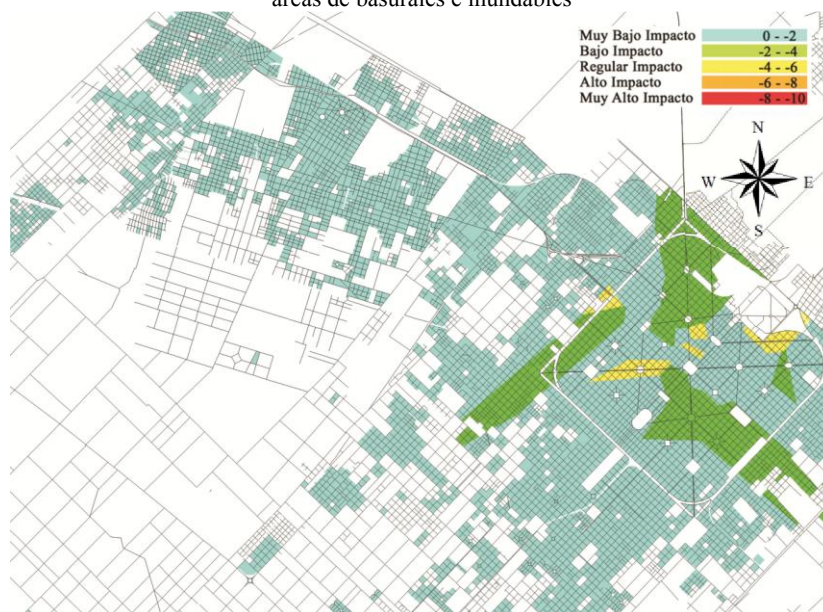 áreas de basurales e inundables
Muy Bajo Impacto 0 - -2
Bajo Impacto -2 - -4
Regular Impacto -4 - -6
Alto Impacto -6 - -8
Muy Alto Impacto -8 - -10
N
W E
S